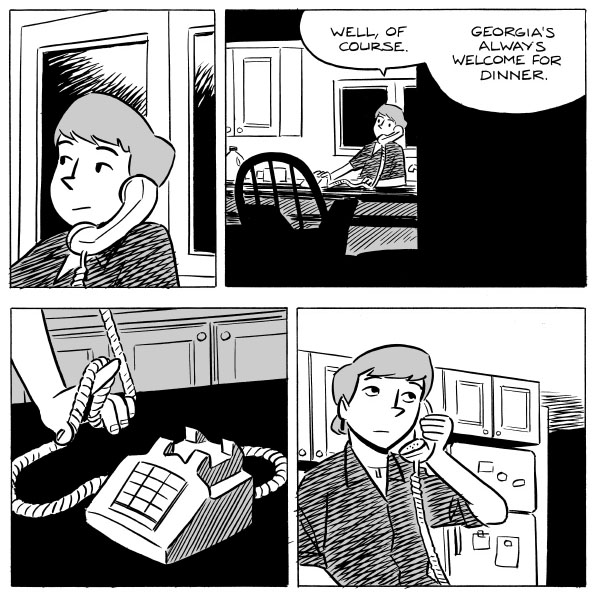 WELL, OF
COURSE.
GEORGIA'S
ALWAYS
WELCOME FOR
DINNER.